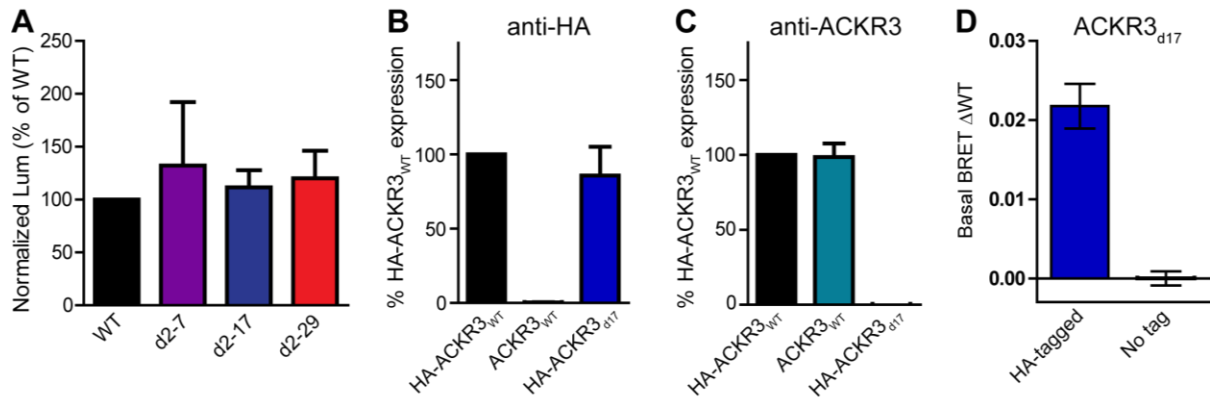 A
Normalized Lum (% of WT)
250
200
150
100
50
0
WT
d2-7
d2-17
d2-29
B
anti-HA
% HA-ACKR3WT expression
150
100
50
0
HA-ACKR3WT
ACKR3WT
HA-ACKR3d17
C
anti-ACKR3
% HA-ACKR3WT expression
150
100
50
0
HA-ACKR3WT
ACKR3WT
HA-ACKR3d17
D
ACKR3d17
Basal BRET ΔWT
0.03
0.02
0.01
0.00
HA-tagged
No tag